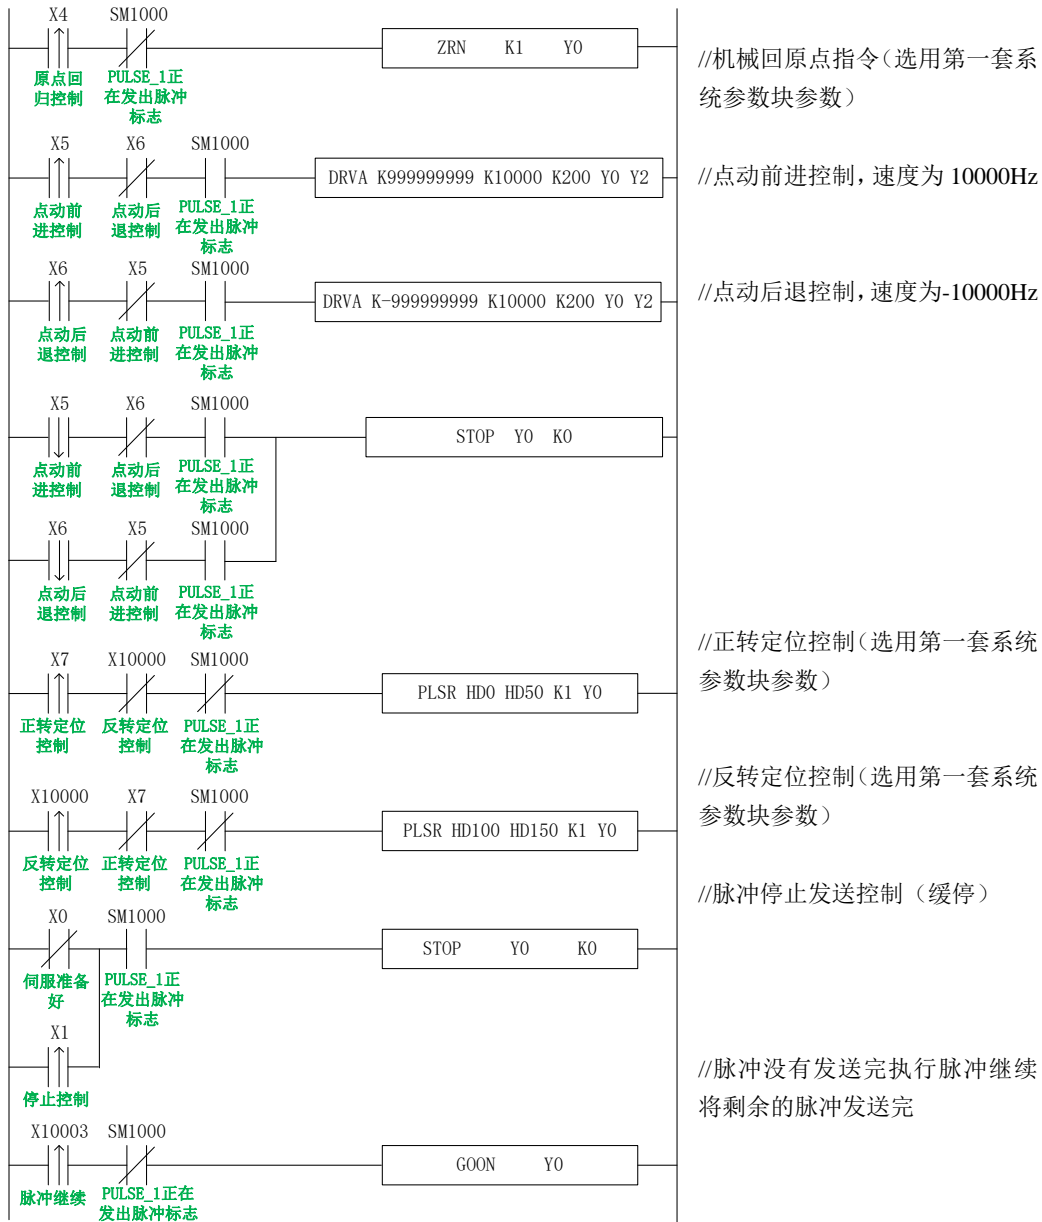 X4 SM1000
ZRN K1 Y0
原点回 PULSE_1正
归控制 在发出脉冲
标志
//机械回原点指令（选用第一套系
统参数块参数）
X5 X6 SM1000
DRVA K999999999 K10000 K200 Y0 Y2
点动前 点动后 PULSE_1正
进控制 退控制 在发出脉冲
标志
//点动前进控制，速度为 10000Hz
X6 X5 SM1000
DRVA K-999999999 K10000 K200 Y0 Y2
点动后 点动前 PULSE_1正
退控制 进控制 在发出脉冲
标志
//点动后退控制，速度为-10000Hz
X5 X6 SM1000
STOP Y0 K0
点动前 点动后 PULSE_1正
进控制 退控制 在发出脉冲
标志
X6 X5 SM1000
点动后 点动前 PULSE_1正
退控制 进控制 在发出脉冲
标志
//正转定位控制（选用第一套系统
参数块参数）
X7 X10000 SM1000
PLSR HD0 HD50 K1 Y0
正转定位 反转定位 PULSE_1正
控制 控制 在发出脉冲
标志
//反转定位控制（选用第一套系统
参数块参数）
X10000 X7 SM1000
PLSR HD100 HD150 K1 Y0
反转定位 正转定位 PULSE_1正
控制 控制 在发出脉冲
标志
//脉冲停止发送控制（缓停）
X0 SM1000
STOP Y0 K0
伺服准备 PULSE_1正
好 在发出脉冲
标志
X1
停止控制
//脉冲没有发送完执行脉冲继续
将剩余的脉冲发送完
X10003 SM1000
GOON Y0
脉冲继续 PULSE_1正在
发出脉冲标志